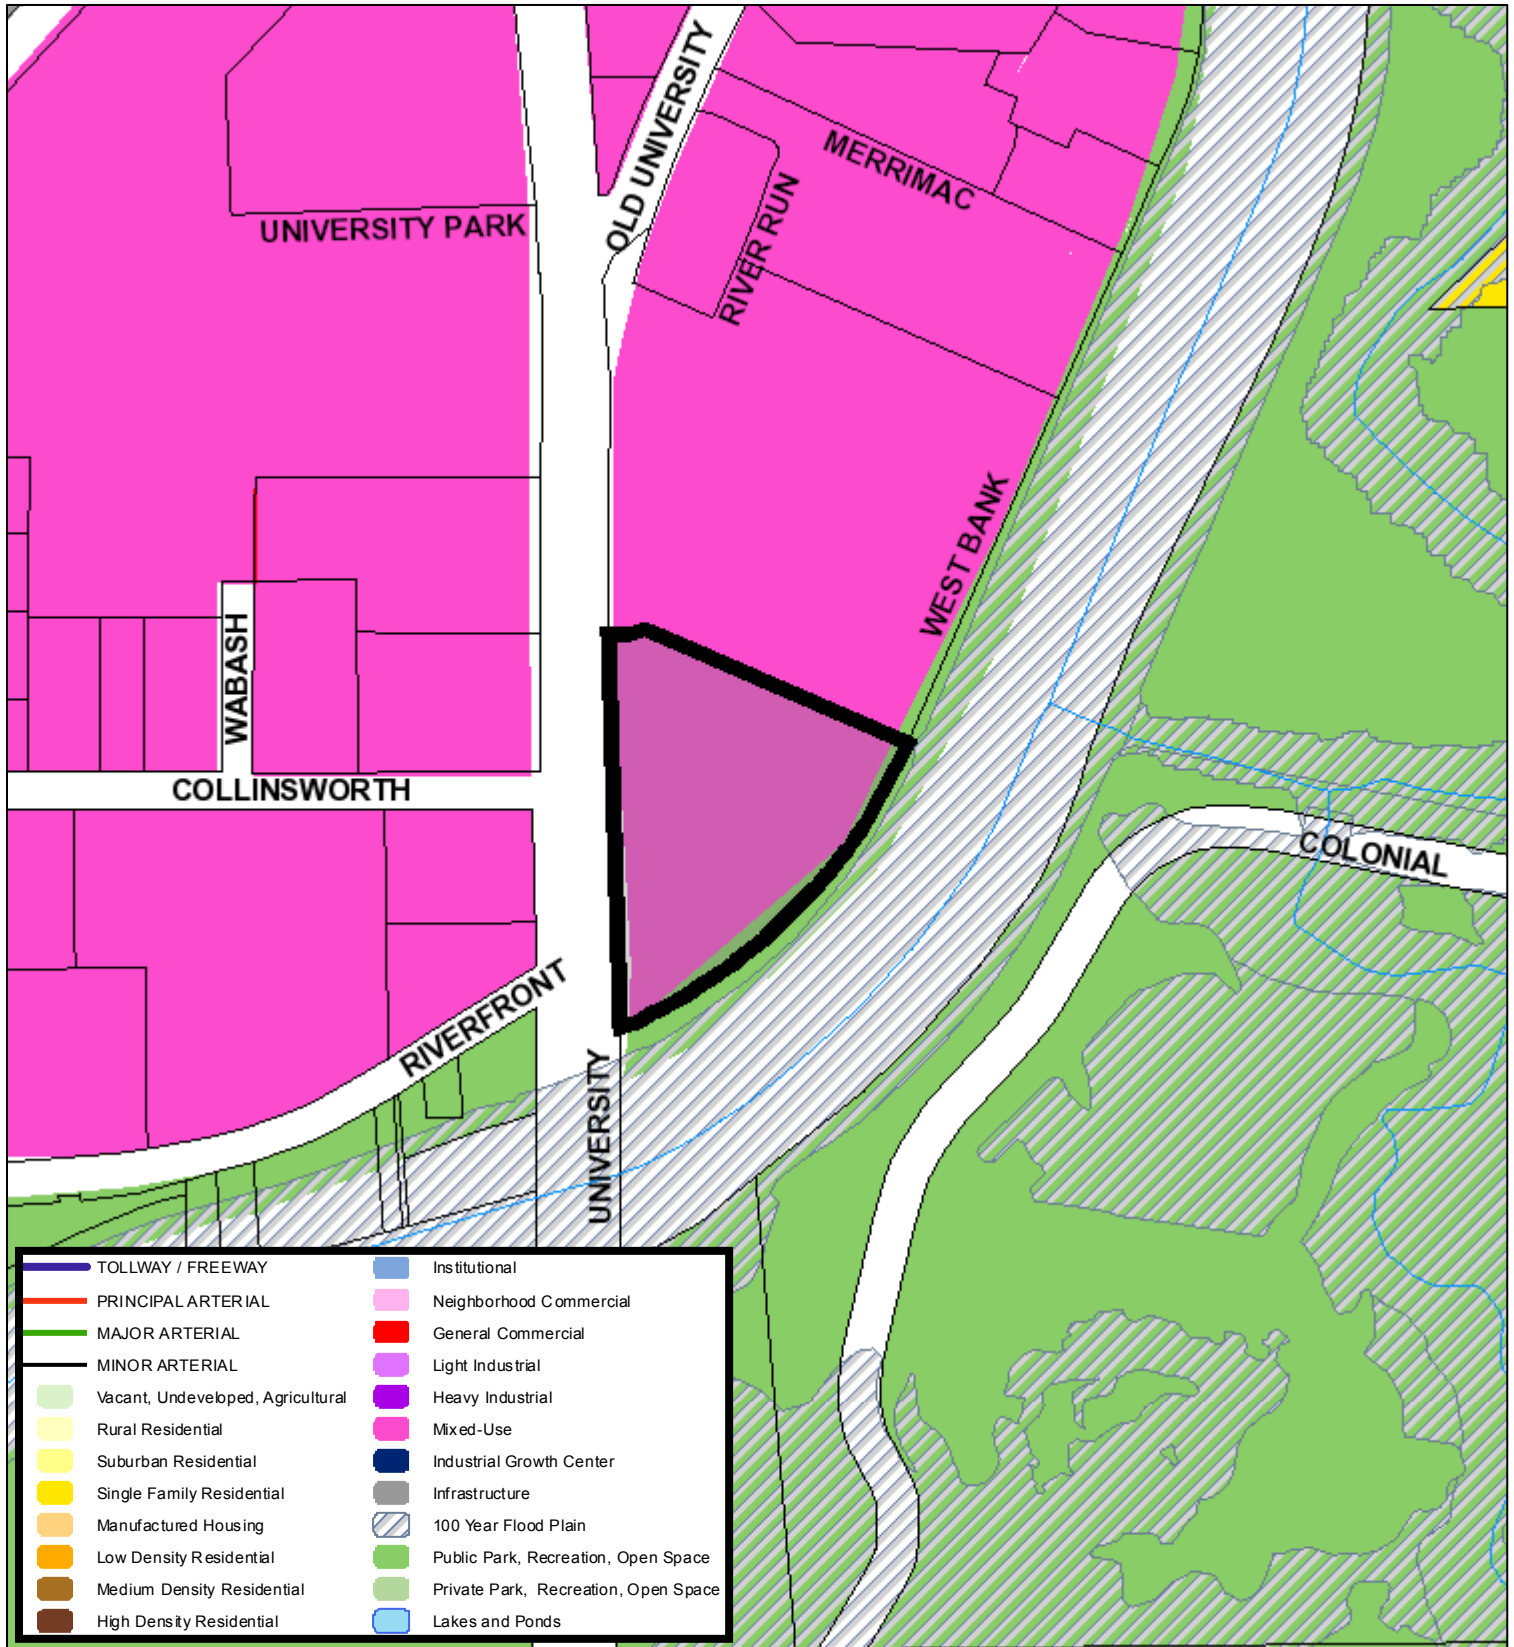 OLD UNIVERSITY
MERRIMAC
UNIVERSITY PARK
RIVER RUN
WEST BANK
WABASH
COLLINSWORTH
COLONIAL
RIVERFRONT
UNIVERSITY
TOLLWAY / FREEWAY
PRINCIPAL ARTERIAL
MAJOR ARTERIAL
MINOR ARTERIAL
Vacant, Undeveloped, Agricultural
Rural Residential
Suburban Residential
Single Family Residential
Manufactured Housing
Low Density Residential
Medium Density Residential
High Density Residential
Institutional
Neighborhood Commercial
General Commercial
Light Industrial
Heavy Industrial
Mixed-Use
Industrial Growth Center
Infrastructure
100 Year Flood Plain
Public Park, Recreation, Open Space
Private Park, Recreation, Open Space
Lakes and Ponds